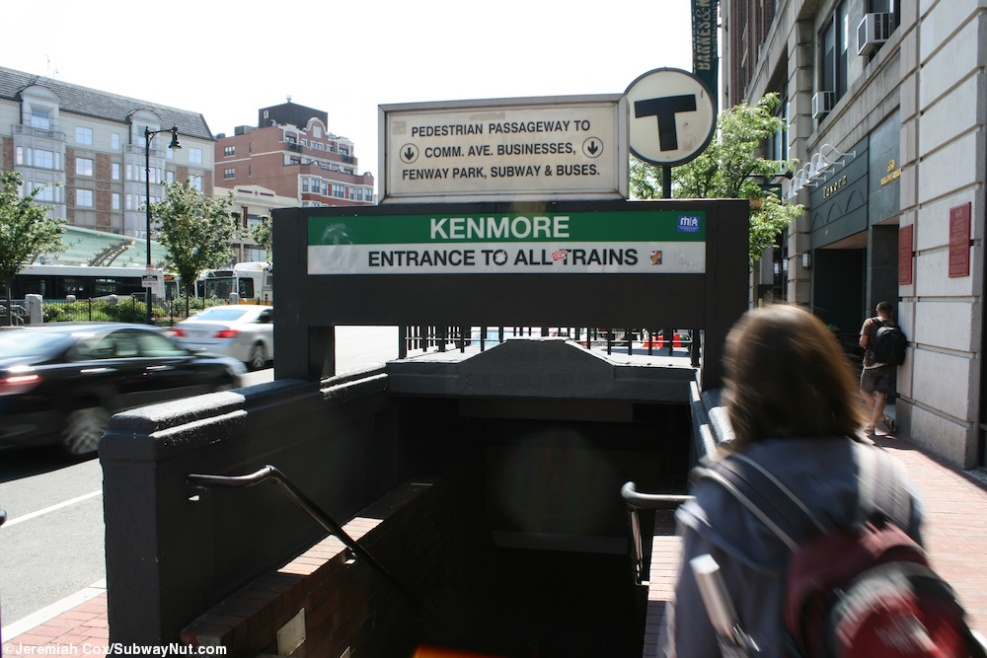 BARNES & N
T
PEDESTRIAN PASSAGEWAY TO
COMM. AVE. BUSINESSES,
FENWAY PARK, SUBWAY & BUSES.
KENMORE
ENTRANCE TO ALL TRAINS
©Jeremiah Cox/SubwayNut.com